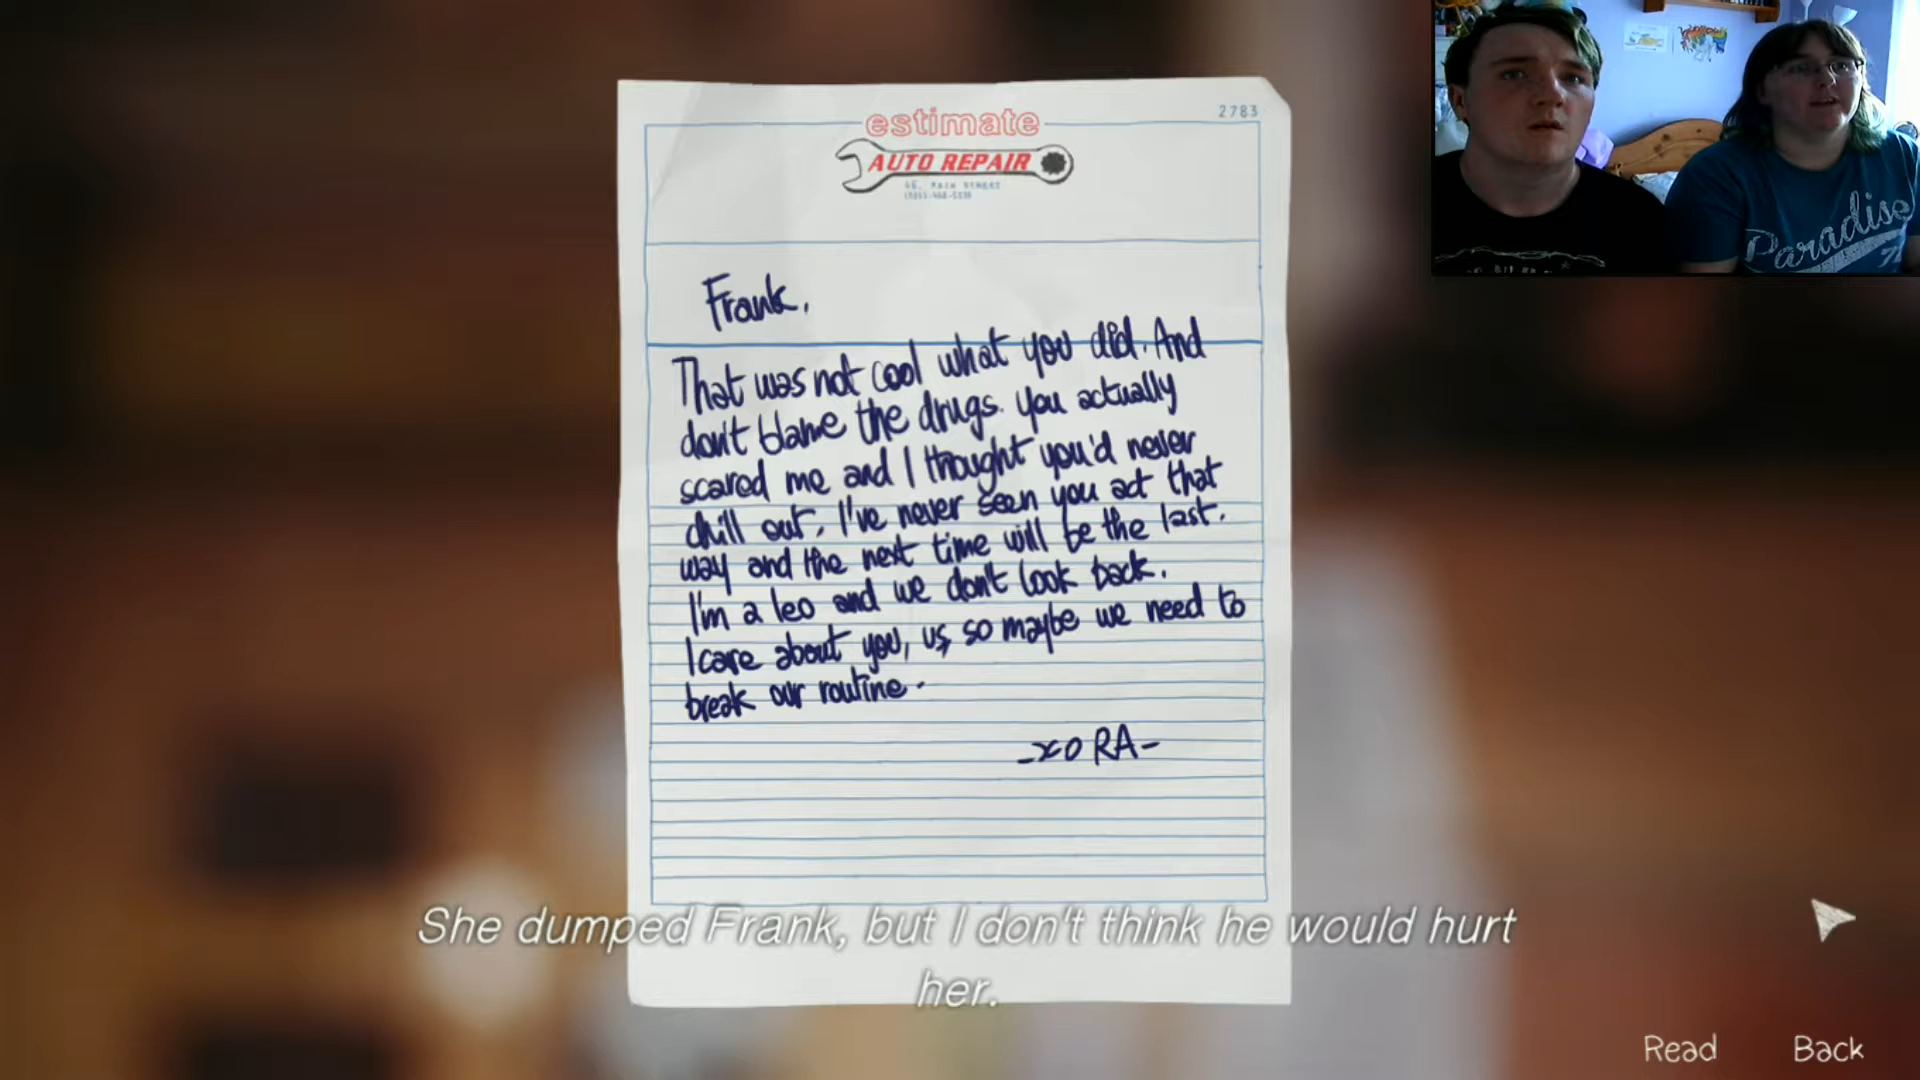 2783
estimate
AUTO REPAIR
Frank,
That was not cool what you did. And
don't blame the drugs. You actually
scared me and I thought you'd never
chill out. I've never seen you act that
way and the next time will be the last.
I'm a leo and we don't look back.
I care about you, us, so maybe we need to
break our routine.
-xo RA-
She dumped Frank, but I don't think he would hurt
her.
Read
Back
Paradise